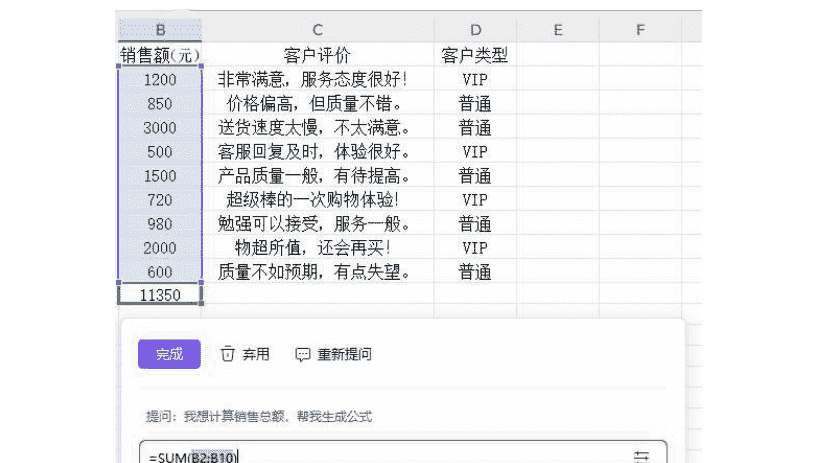 B C D E F
销售额(元) 客户评价 客户类型
1200 非常满意，服务态度很好！ VIP
850 价格偏高，但质量不错。 普通
3000 送货速度太慢，不太满意。 普通
500 客服回复及时，体验很好。 VIP
1500 产品质量一般，有待提高。 普通
720 超级棒的一次购物体验！ VIP
980 勉强可以接受，服务一般。 普通
2000 物超所值，还会再买！ VIP
600 质量不如预期，有点失望。 普通
11350
完成 弃用 重新提问
提问：我想计算销售总额，帮我生成公式
=SUM(B2:B10)